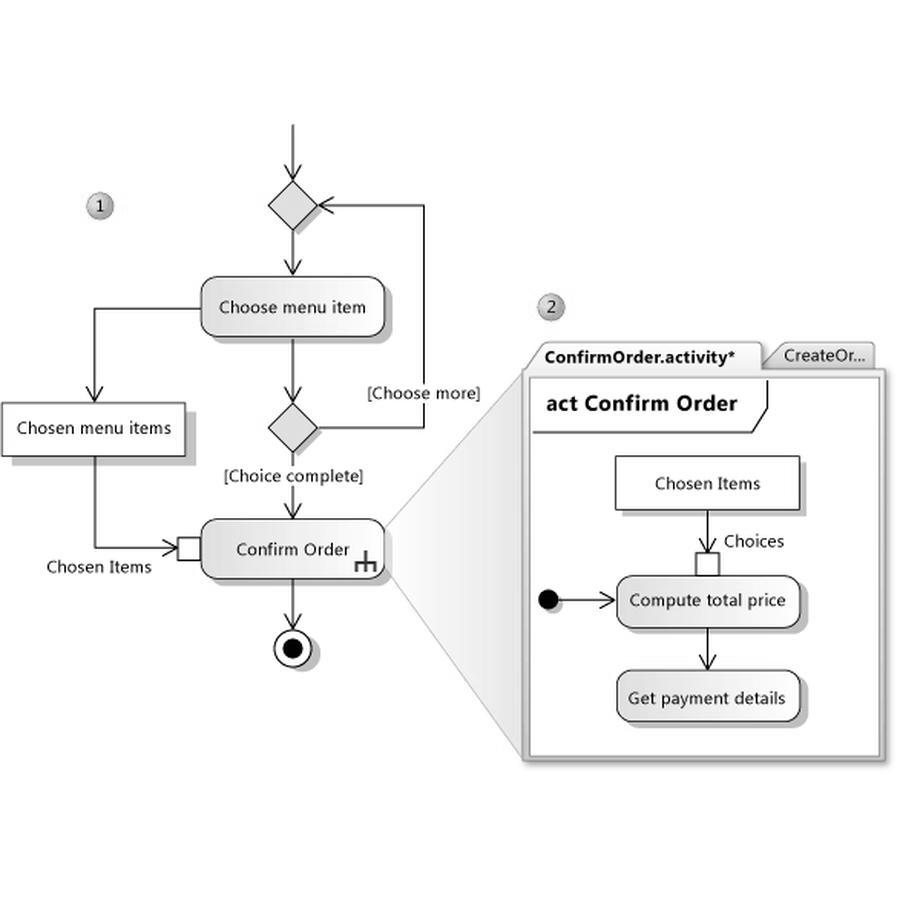 1
Choose menu item
2
ConfirmOrder.activity*
CreateOr...
[Choose more]
act Confirm Order
Chosen menu items
[Choice complete]
Chosen Items
Choices
Confirm Order
Chosen Items
Compute total price
Get payment details